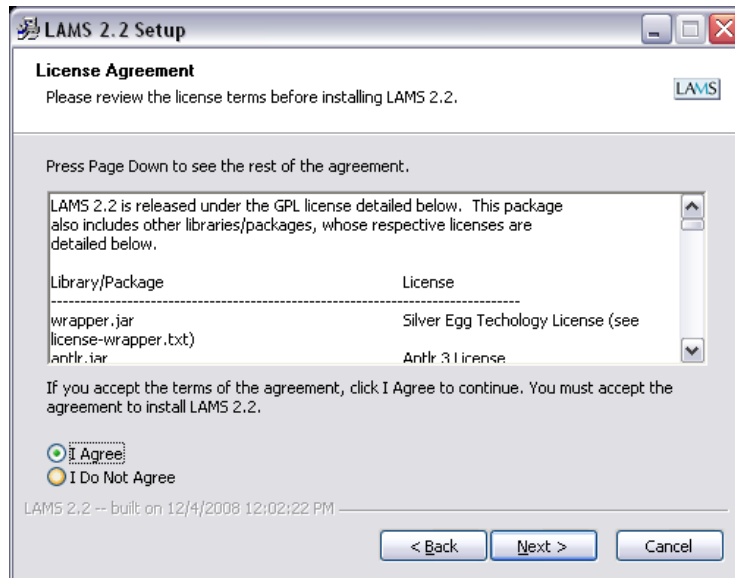 LAMS 2.2 Setup
License Agreement
Please review the license terms before installing LAMS 2.2.
LAMS
Press Page Down to see the rest of the agreement.
LAMS 2.2 is released under the GPL license detailed below.  This package
also includes other libraries/packages, whose respective licenses are
detailed below.
Library/Package License
------------------------------------------------------------------------------
wrapper.jar Silver Egg Techology License (see
license-wrapper.txt)
antlr.jar Antlr 3 License
If you accept the terms of the agreement, click I Agree to continue. You must accept the
agreement to install LAMS 2.2.
I Agree
I Do Not Agree
LAMS 2.2 -- built on 12/4/2008 12:02:22 PM
< Back Next > Cancel